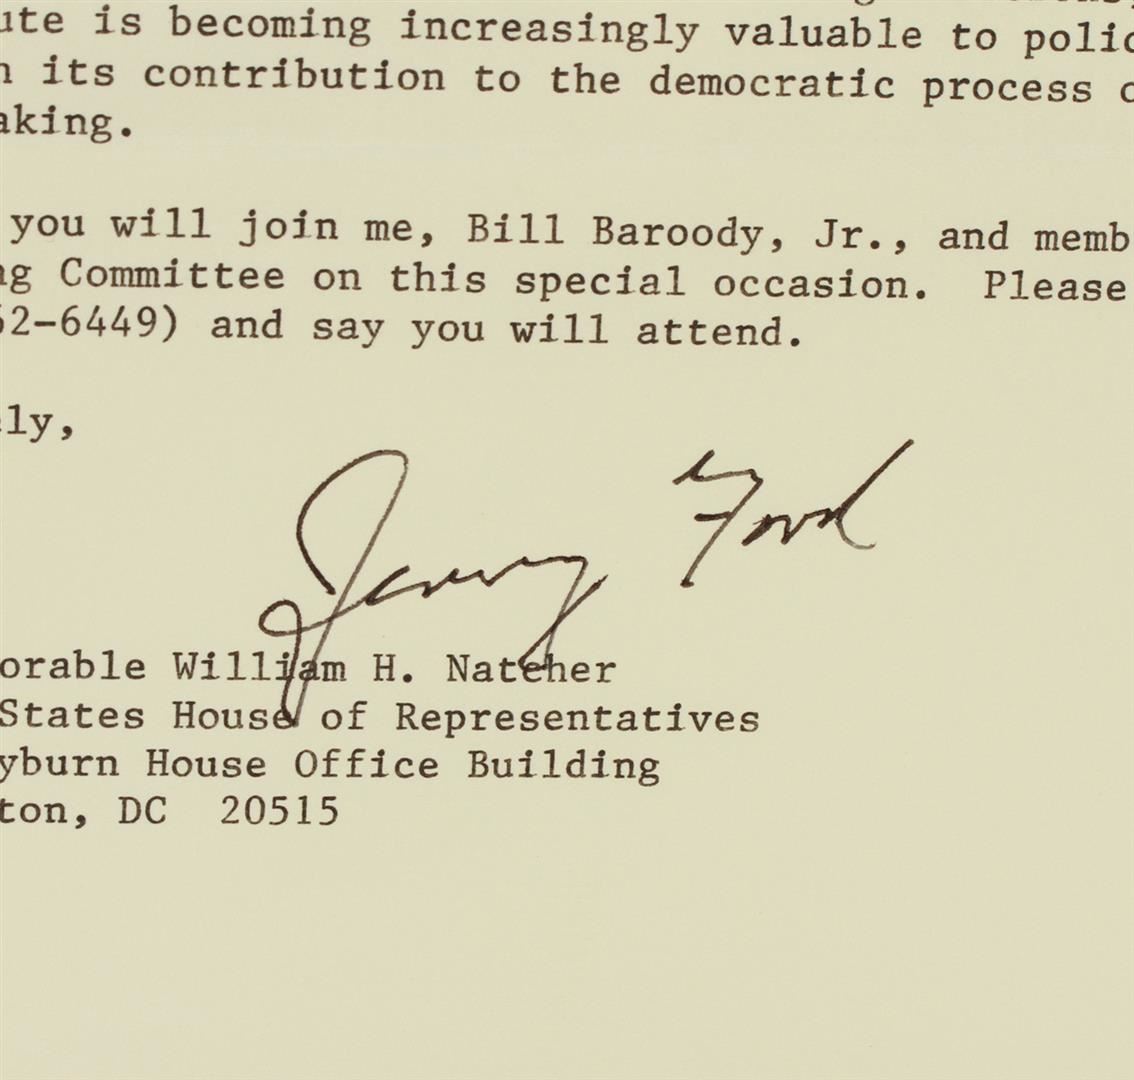 ute is becoming increasingly valuable to polic
n its contribution to the democratic process o
aking.
you will join me, Bill Baroody, Jr., and memb
ng Committee on this special occasion. Please
52-6449) and say you will attend.
ely,
Jerry Ford
orable William H. Natcher
States House of Representatives
yburn House Office Building
ton, DC 20515